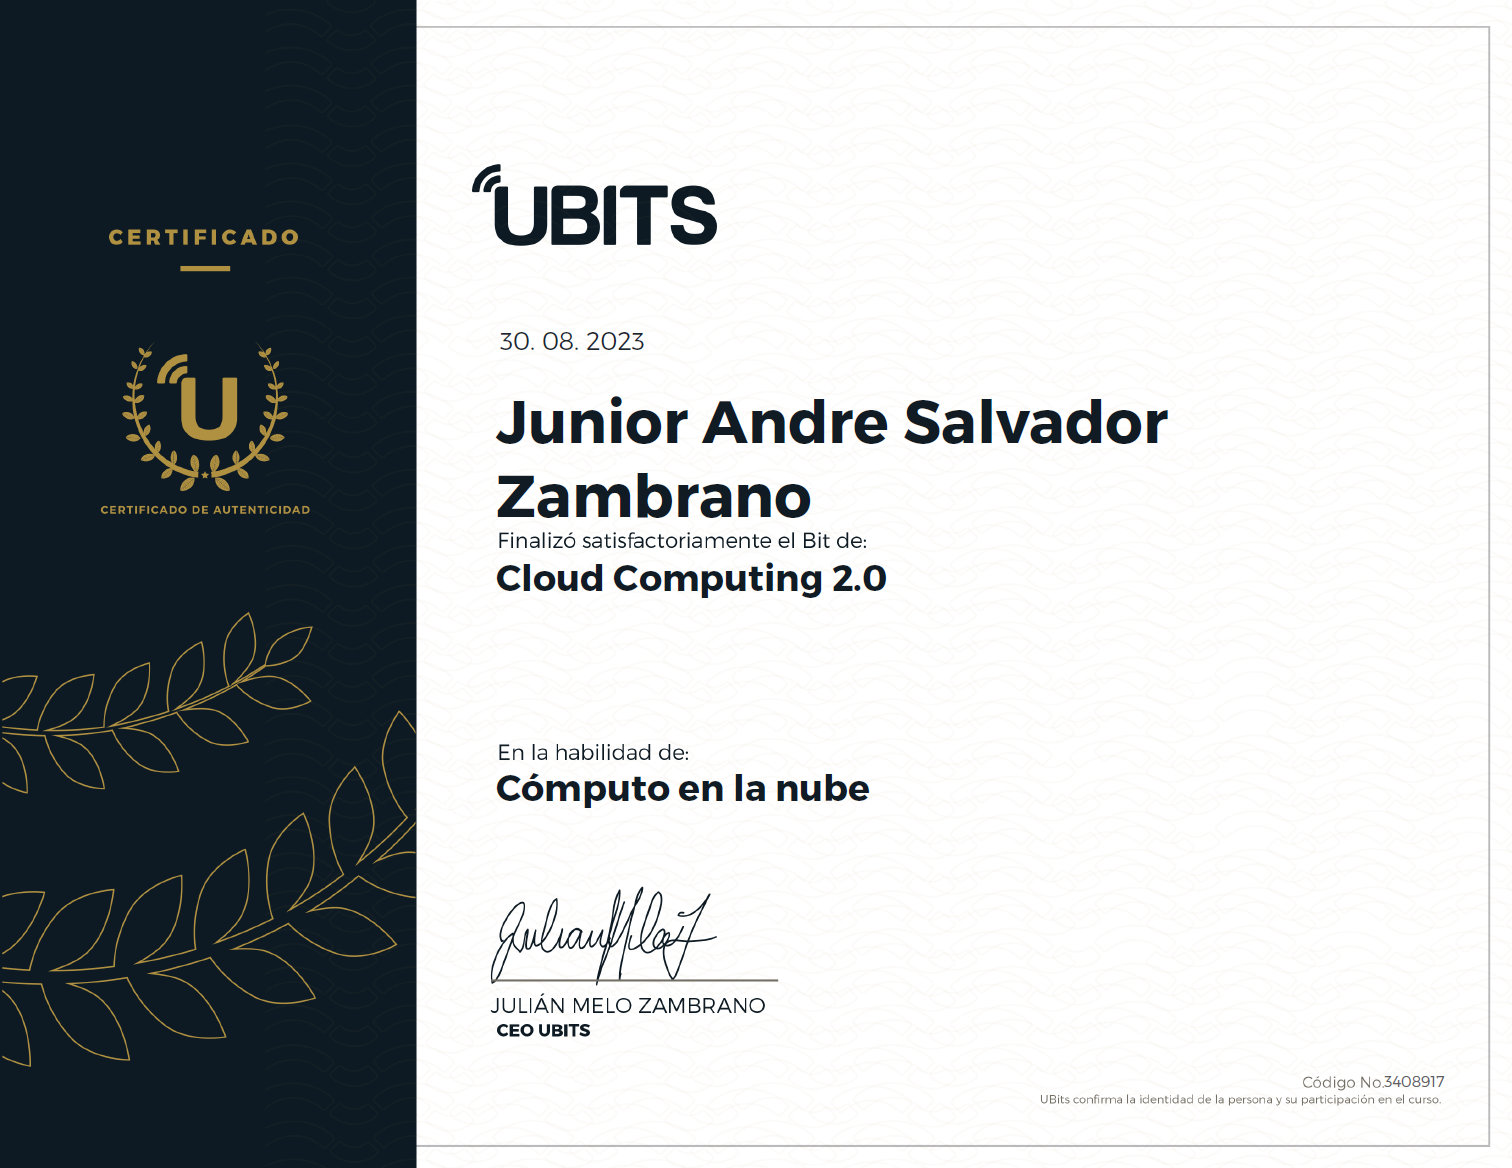 CERTIFICADO
U
CERTIFICADO DE AUTENTICIDAD
UBITS
30. 08. 2023
Junior Andre Salvador
Zambrano
Finalizó satisfactoriamente el Bit de:
Cloud Computing 2.0
En la habilidad de:
Cómputo en la nube
JULIÁN MELO ZAMBRANO
CEO UBITS
Código No.3408917
UBits confirma la identidad de la persona y su participación en el curso.